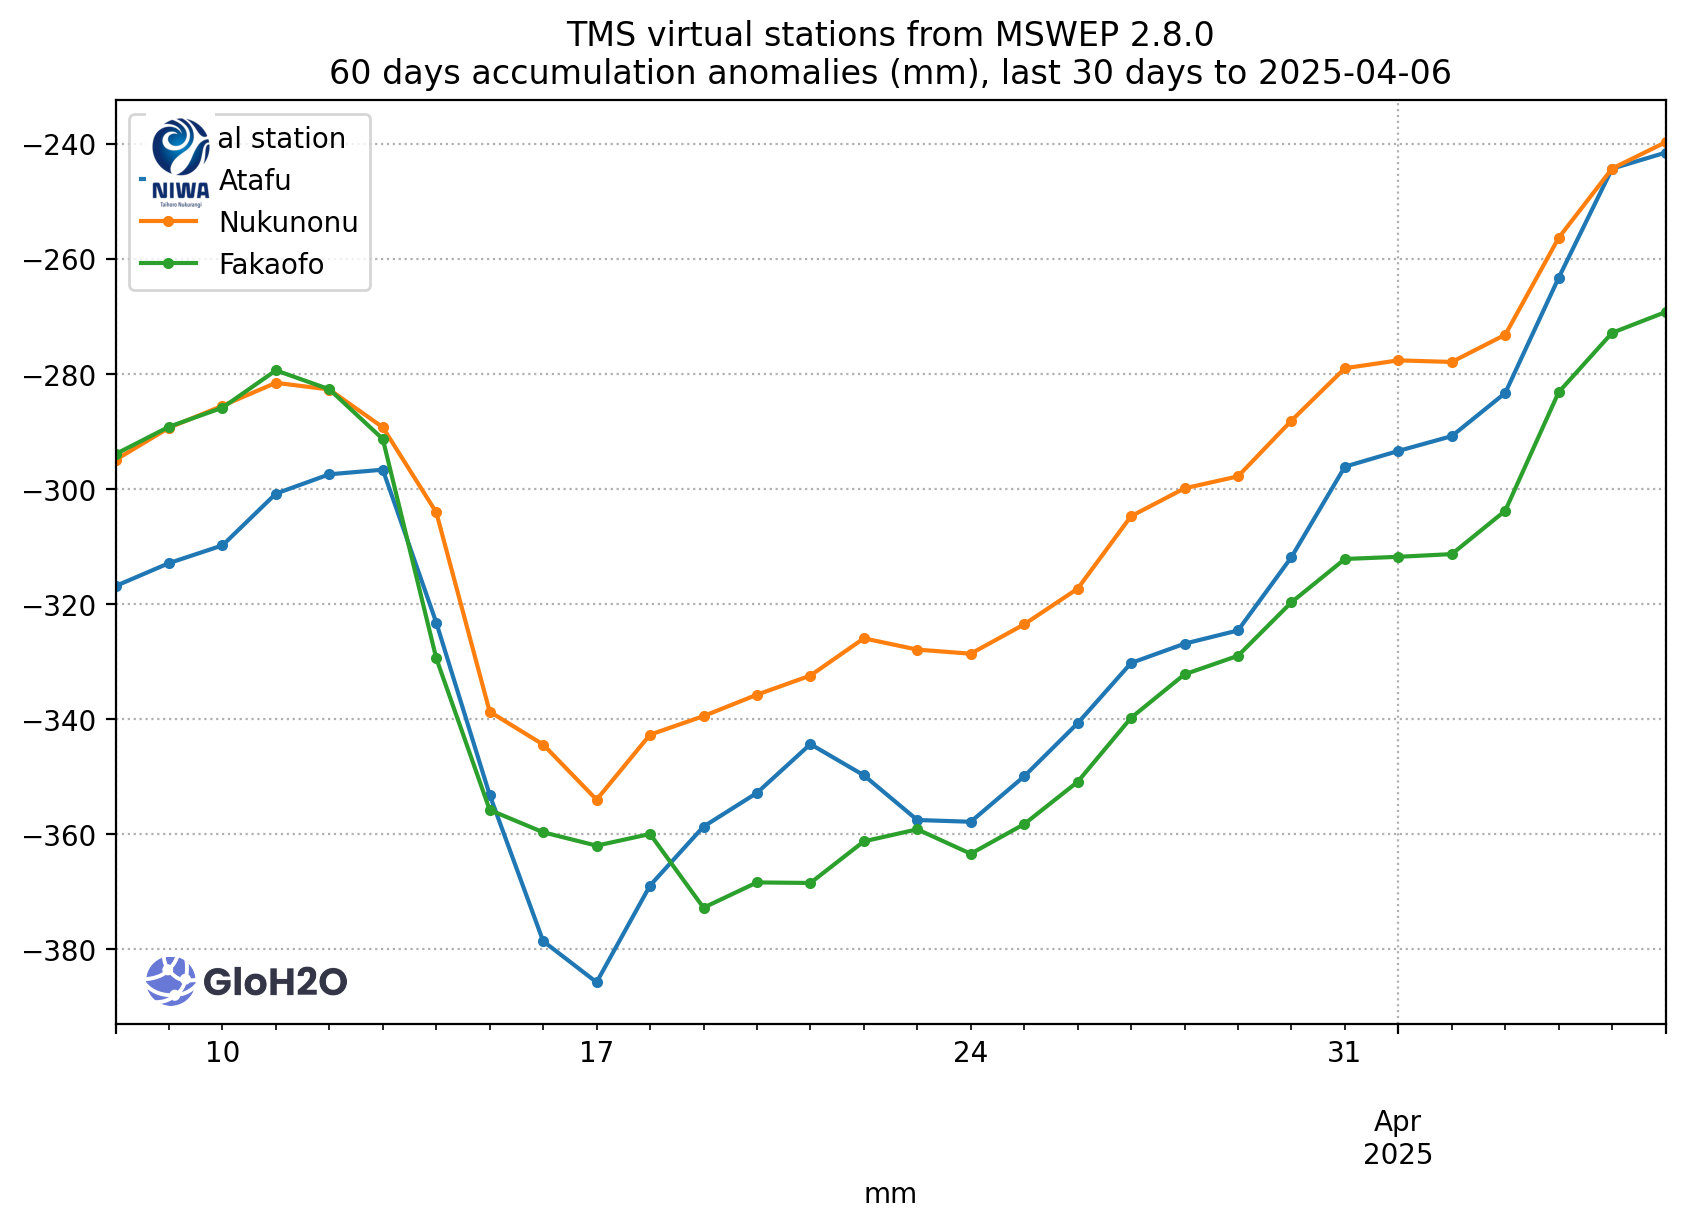 TMS virtual stations from MSWEP 2.8.0
60 days accumulation anomalies (mm), last 30 days to 2025-04-06
−240
−260
−280
−300
−320
−340
−360
−380
al station
Atafu
Nukunonu
Fakaofo
NIWA
Taihoro Nukurangi
GloH2O
10
17
24
31
Apr
2025
mm